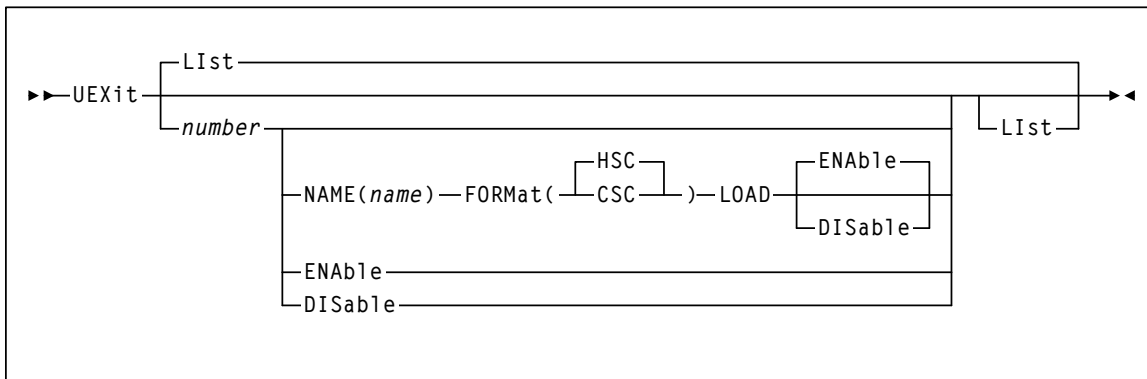 LIst
UEXit
number
LIst
HSC
ENAble
NAME(name) FORMat( CSC ) LOAD
DISable
ENAble
DISable